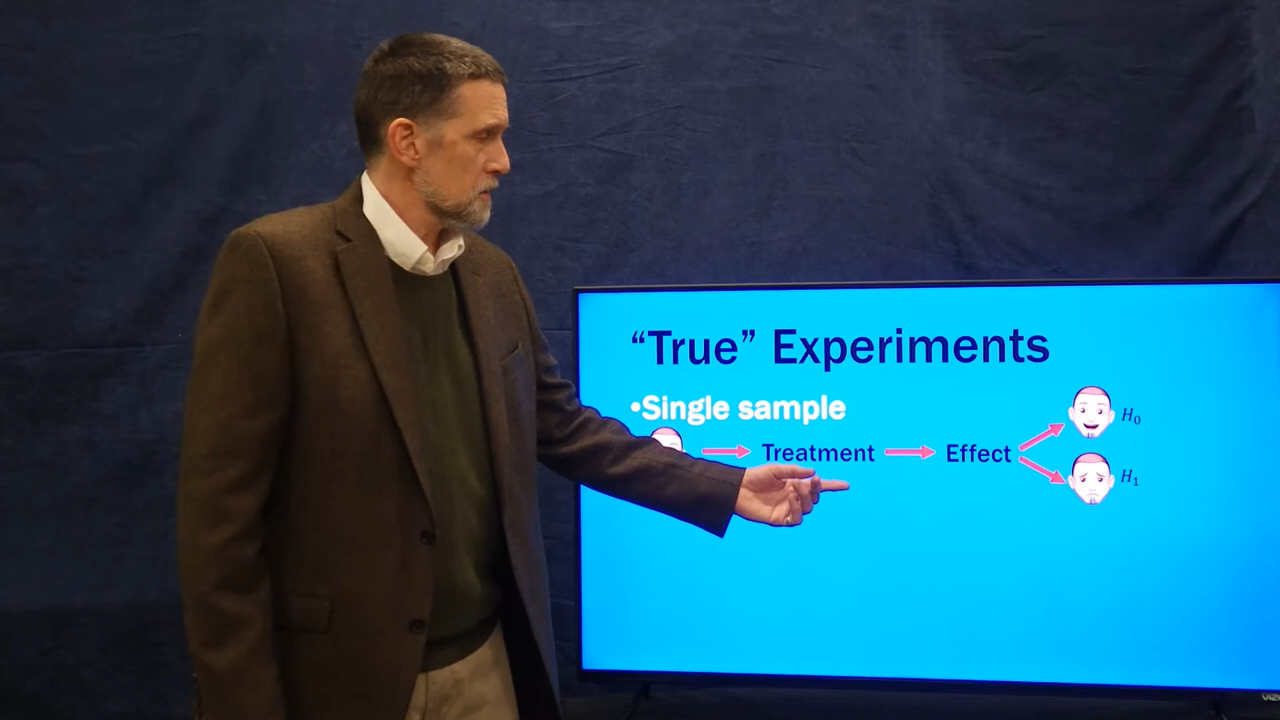 “True” Experiments
•Single sample
Treatment Effect
H₀
H₁